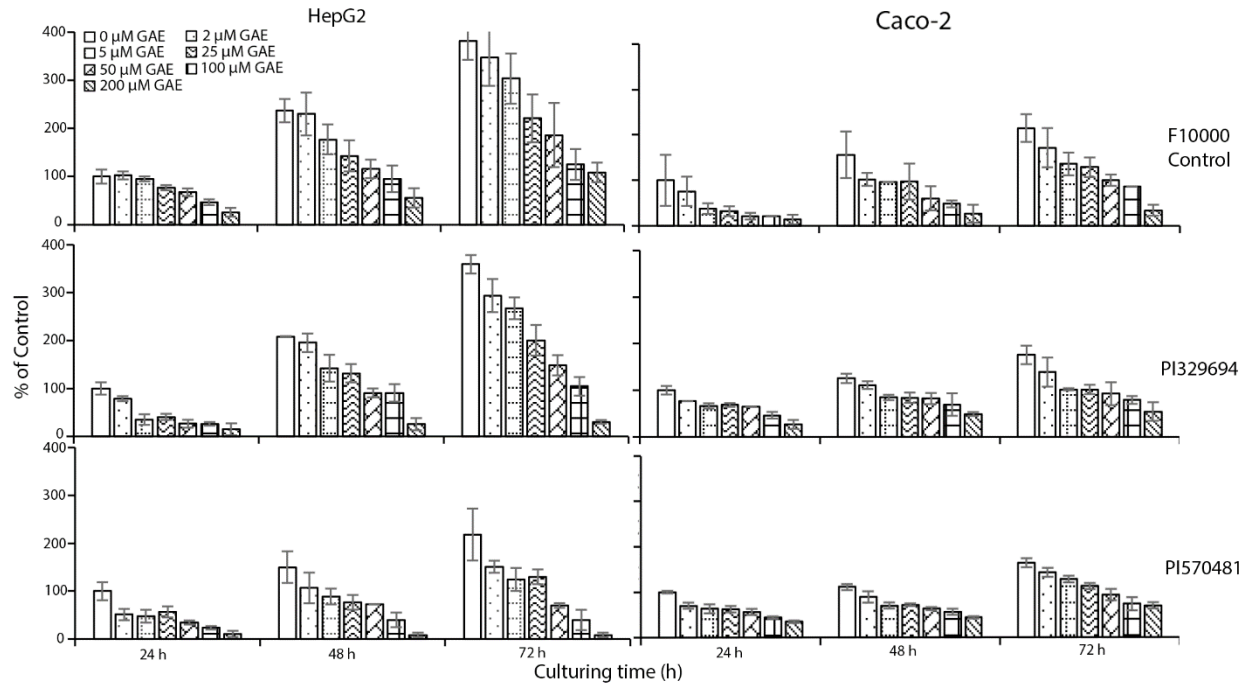 HepG2
Caco-2
0 µM GAE
2 µM GAE
5 µM GAE
25 µM GAE
50 µM GAE
100 µM GAE
200 µM GAE
400
300
200
100
0
F10000
Control
400
300
200
100
0
PI329694
400
300
200
100
0
PI570481
% of Control
24 h
48 h
72 h
24 h
48 h
72 h
Culturing time (h)